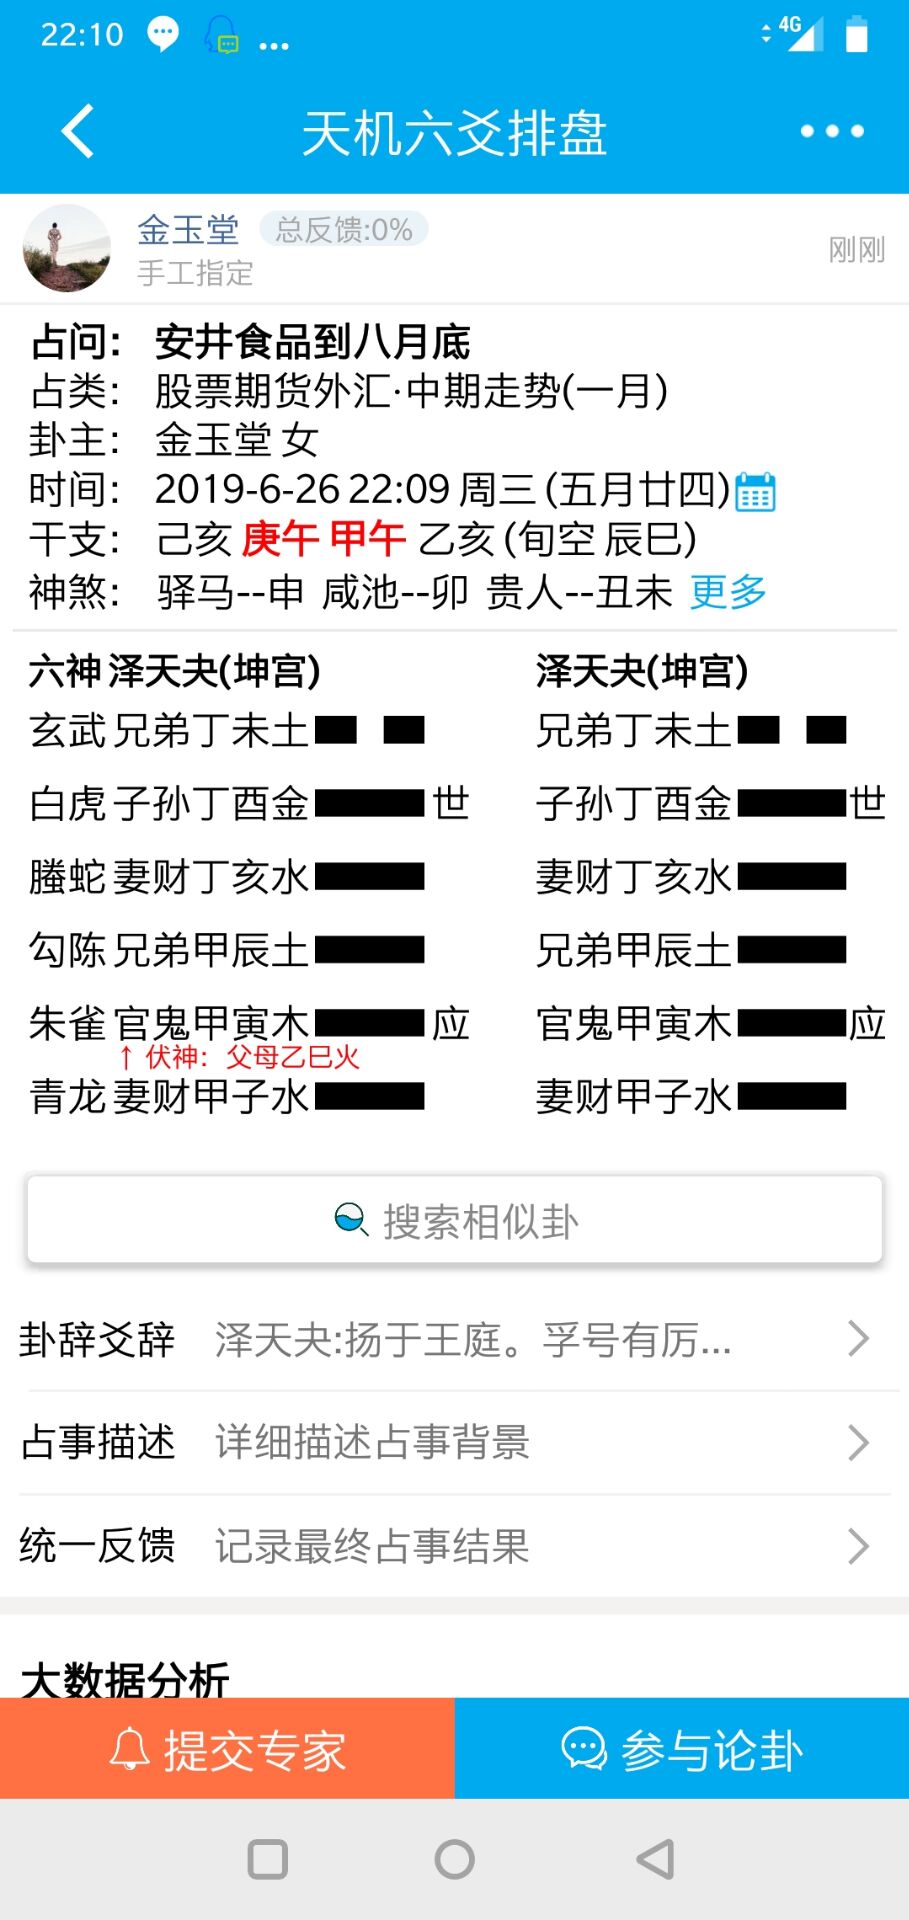 22:10
4G
天机六爻排盘
金玉堂 总反馈:0%
手工指定
刚刚
占问: 安井食品到八月底
占类: 股票期货外汇·中期走势(一月)
卦主: 金玉堂 女
时间: 2019-6-26 22:09 周三 (五月廿四)
干支: 己亥 庚午 甲午 乙亥 (旬空 辰巳)
神煞: 驿马--申 咸池--卯 贵人--丑未 更多
六神 泽天夬(坤宫) 泽天夬(坤宫)
玄武 兄弟丁未土 兄弟丁未土
白虎 子孙丁酉金 世 子孙丁酉金 世
螣蛇 妻财丁亥水 妻财丁亥水
勾陈 兄弟甲辰土 兄弟甲辰土
朱雀 官鬼甲寅木 应 官鬼甲寅木 应
↑ 伏神: 父母乙巳火
青龙 妻财甲子水 妻财甲子水
搜索相似卦
卦辞爻辞 泽天夬:扬于王庭。孚号有厉...
占事描述 详细描述占事背景
统一反馈 记录最终占事结果
大数据分析
提交专家 参与论卦